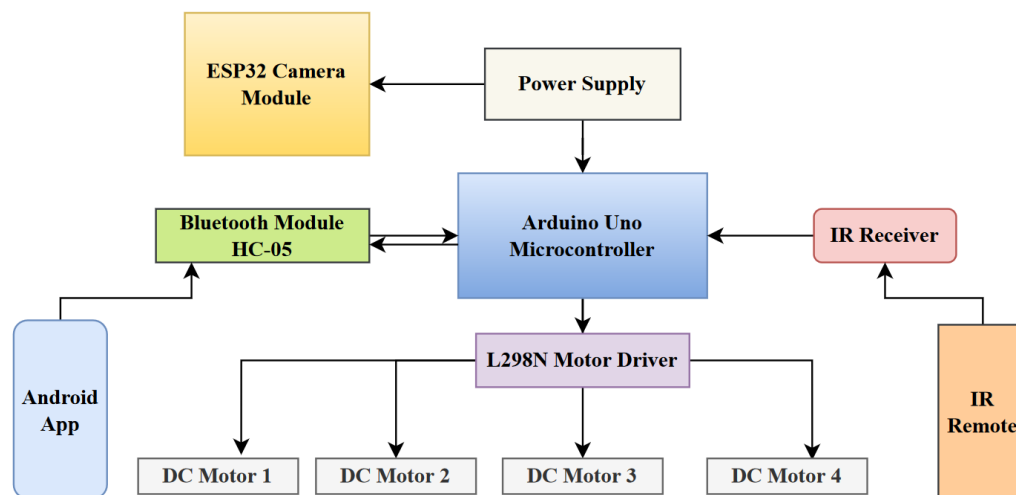 ESP32 Camera
Module
Power Supply
Bluetooth Module
HC-05
Arduino Uno
Microcontroller
IR Receiver
L298N Motor Driver
Android
App
IR
Remote
DC Motor 1
DC Motor 2
DC Motor 3
DC Motor 4